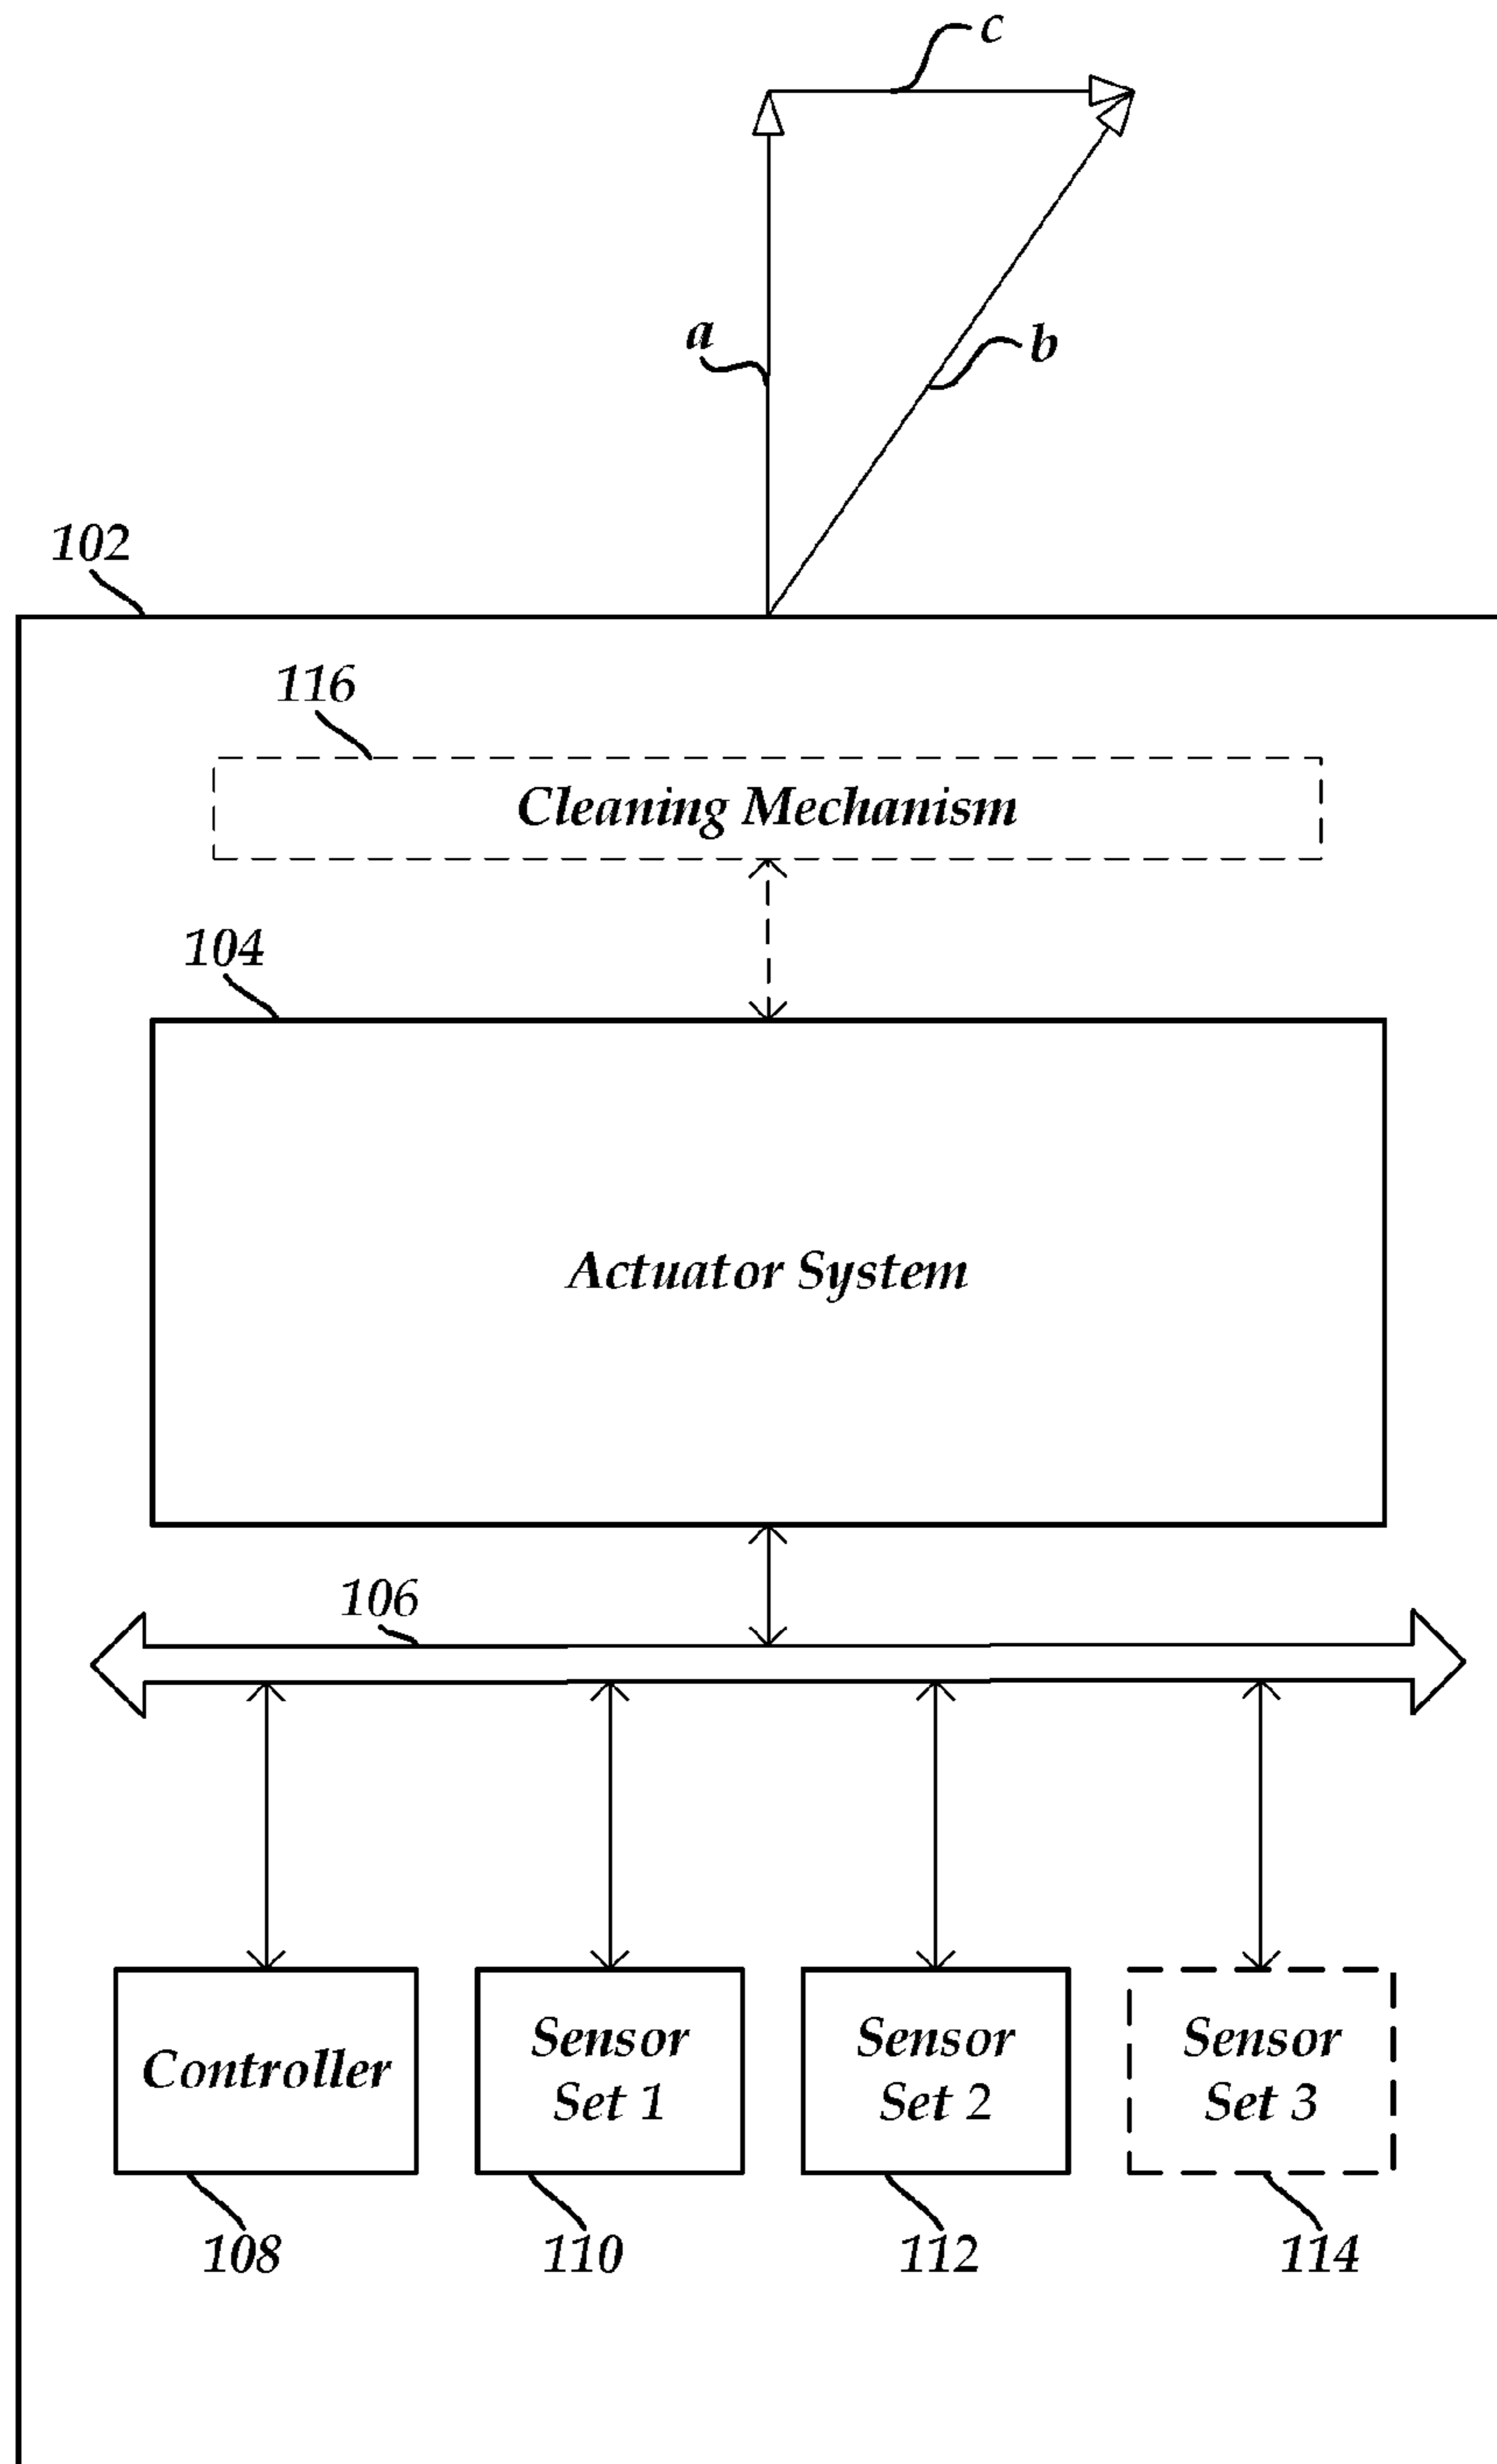 c
a
b
102
116
Cleaning Mechanism
104
Actuator System
106
Controller
Sensor
Set 1
Sensor
Set 2
Sensor
Set 3
108
110
112
114